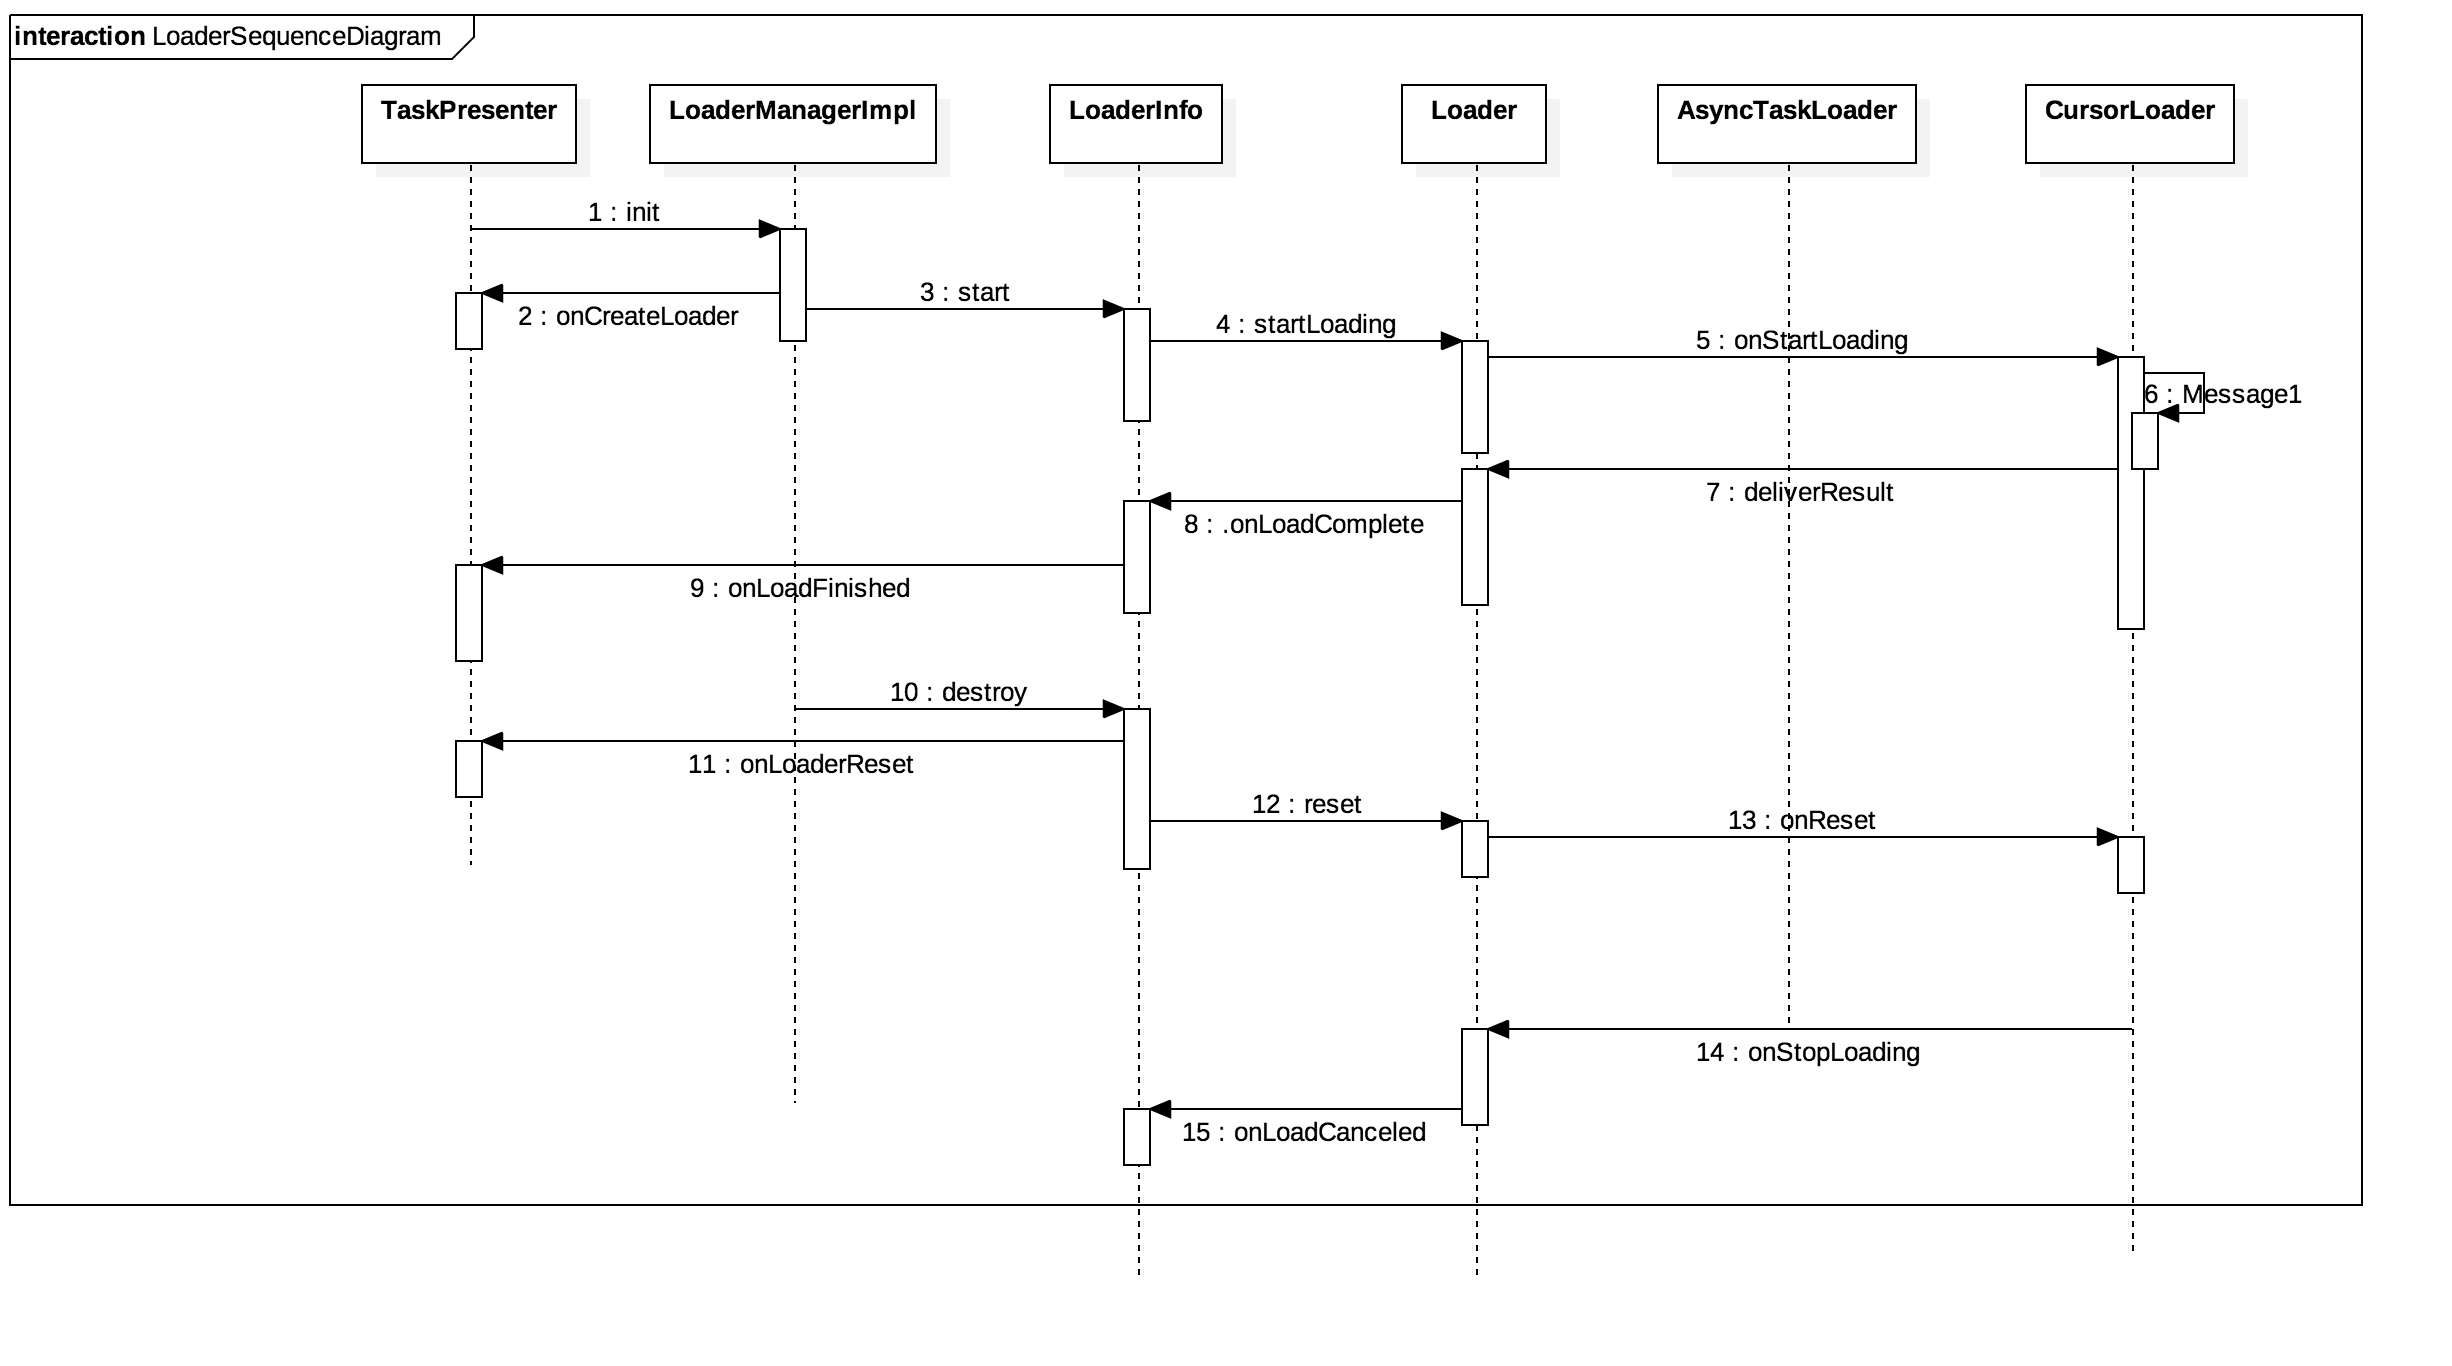 interaction LoaderSequenceDiagram
TaskPresenter
LoaderManagerImpl
LoaderInfo
Loader
AsyncTaskLoader
CursorLoader
1 : init
2 : onCreateLoader
3 : start
4 : startLoading
5 : onStartLoading
6 : Message1
7 : deliverResult
8 : .onLoadComplete
9 : onLoadFinished
10 : destroy
11 : onLoaderReset
12 : reset
13 : onReset
14 : onStopLoading
15 : onLoadCanceled